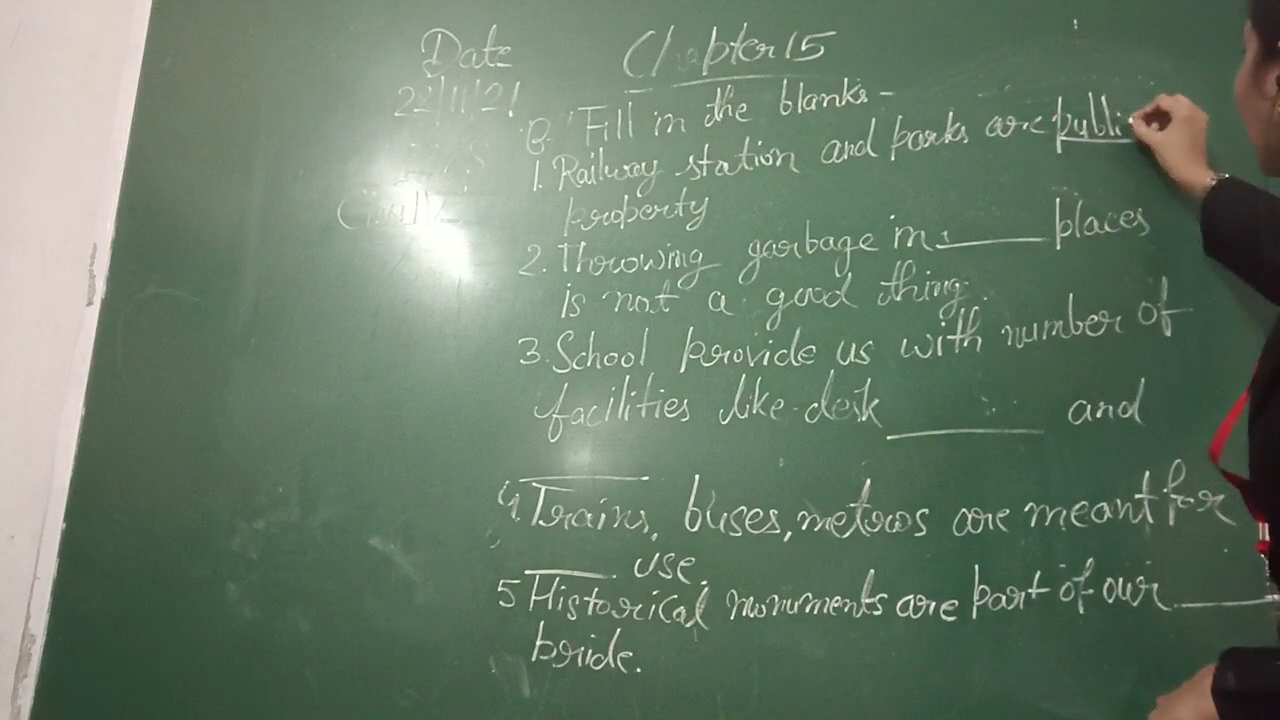 Date Chapter 15
22/11/21
B. Fill in the blanks-
1. Railway station and parks are publi
property
2. Throwing garbage in ______ places
is not a good thing.
3. School provide us with number of
facilities like desk ______ and
______
4. Trains, buses, metros are meant for
______ use.
5 Historical monuments are part of our ______
pride.